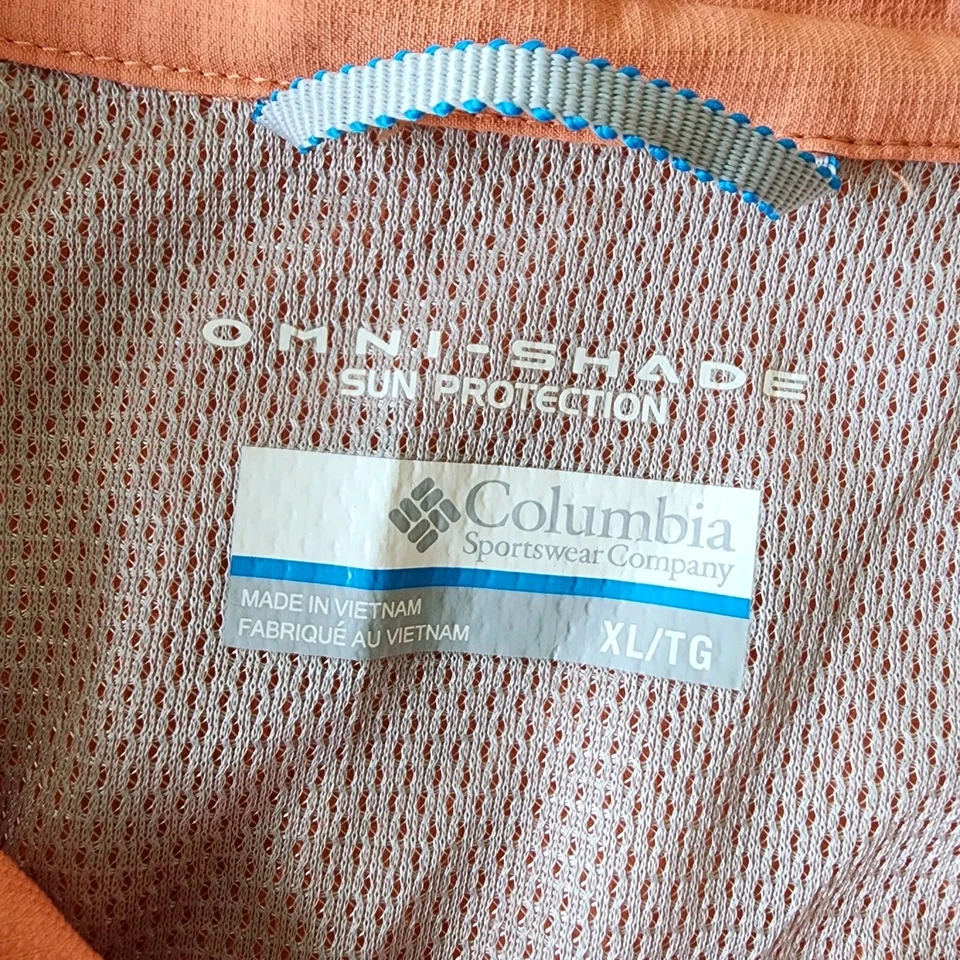 OMNI-SHADE
SUN PROTECTION
Columbia
Sportswear Company
MADE IN VIETNAM
FABRIQUÉ AU VIETNAM
XL/TG